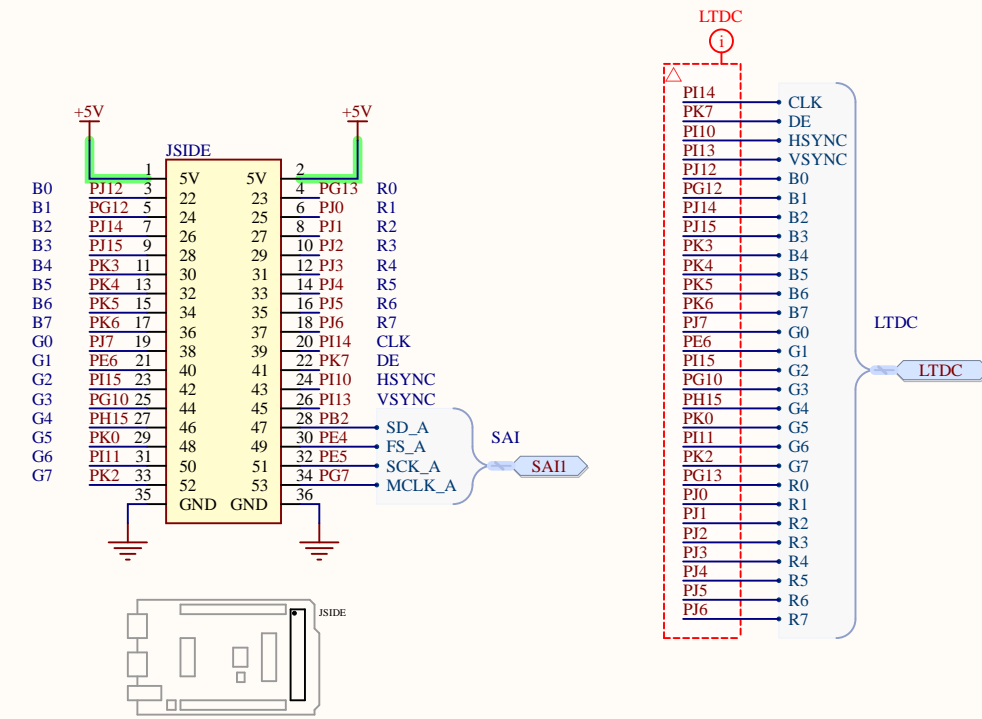 LTDC
i
+5V +5V
JSIDE
1 5V 5V 2
B0 PJ12 3 22 23 4 PG13 R0
B1 PG12 5 24 25 6 PJ0 R1
B2 PJ14 7 26 27 8 PJ1 R2
B3 PJ15 9 28 29 10 PJ2 R3
B4 PK3 11 30 31 12 PJ3 R4
B5 PK4 13 32 33 14 PJ4 R5
B6 PK5 15 34 35 16 PJ5 R6
B7 PK6 17 36 37 18 PJ6 R7
G0 PJ7 19 38 39 20 PI14 CLK
G1 PE6 21 40 41 22 PK7 DE
G2 PI15 23 42 43 24 PI10 HSYNC
G3 PG10 25 44 45 26 PI13 VSYNC
G4 PH15 27 46 47 28 PB2 SD_A
G5 PK0 29 48 49 30 PE4 FS_A
G6 PI11 31 50 51 32 PE5 SCK_A
G7 PK2 33 52 53 34 PG7 MCLK_A
35 GND GND 36
SAI
SAI1
JSIDE
PI14 CLK
PK7 DE
PI10 HSYNC
PI13 VSYNC
PJ12 B0
PG12 B1
PJ14 B2
PJ15 B3
PK3 B4
PK4 B5
PK5 B6
PK6 B7
PJ7 G0
PE6 G1
PI15 G2
PG10 G3
PH15 G4
PK0 G5
PI11 G6
PK2 G7
PG13 R0
PJ0 R1
PJ1 R2
PJ2 R3
PJ3 R4
PJ4 R5
PJ5 R6
PJ6 R7
LTDC
LTDC